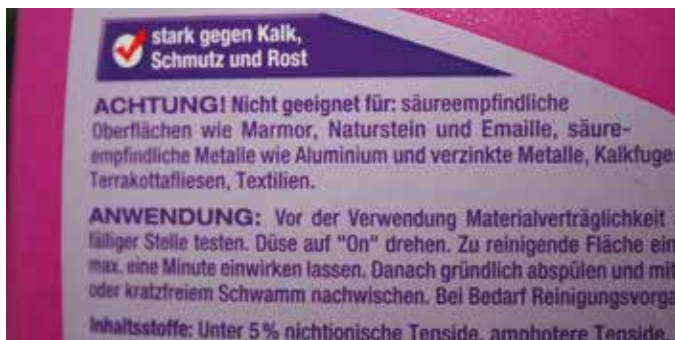 stark gegen Kalk,
Schmutz und Rost
ACHTUNG! Nicht geeignet für: säureempfindliche
Oberflächen wie Marmor, Naturstein und Emaille, säure-
empfindliche Metalle wie Aluminium und verzinkte Metalle, Kalkfuge
Terrakottafliesen, Textilien.
ANWENDUNG: Vor der Verwendung Materialverträglichkeit
fälliger Stelle testen. Düse auf "On" drehen. Zu reinigende Fläche ein
max. eine Minute einwirken lassen. Danach gründlich abspülen und mit
oder kratzfreiem Schwamm nachwischen. Bei Bedarf Reinigungsvorga
Inhaltsstoffe: Unter 5% nichtionische Tenside, amphotere Tenside,